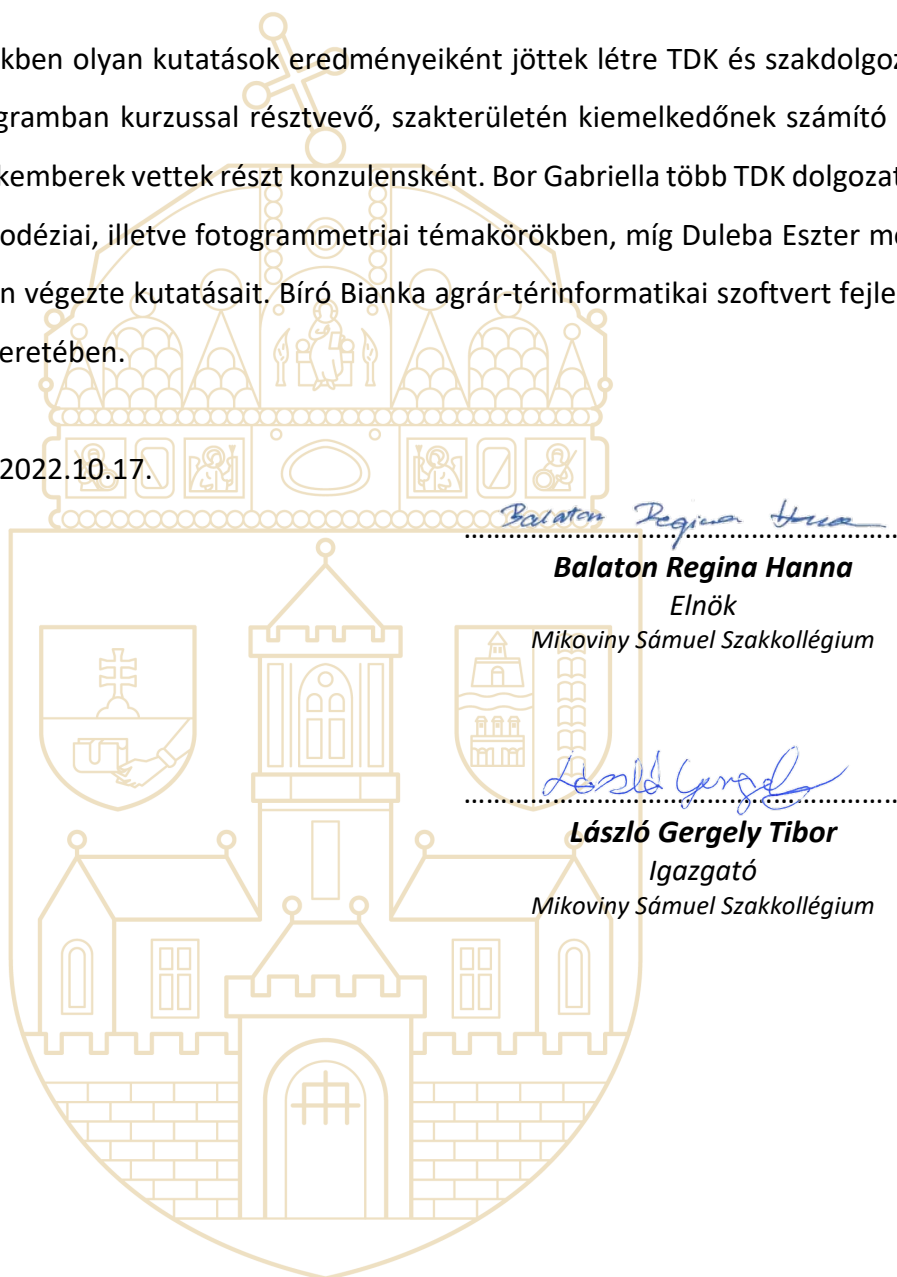 kben olyan kutatások eredményeiként jöttek létre TDK és szakdolgoz
gramban kurzussal résztvevő, szakterületén kiemelkedőnek számító
kemberek vettek részt konzulensként. Bor Gabriella több TDK dolgozat
odéziai, illetve fotogrammetriai témakörökben, míg Duleba Eszter me
n végezte kutatásait. Bíró Bianka agrár-térinformatikai szoftvert fejle
eretében.
2022.10.17.
Balaton Regina Hanna
Balaton Regina Hanna
Elnök
Mikoviny Sámuel Szakkollégium
László Gergely
László Gergely Tibor
Igazgató
Mikoviny Sámuel Szakkollégium